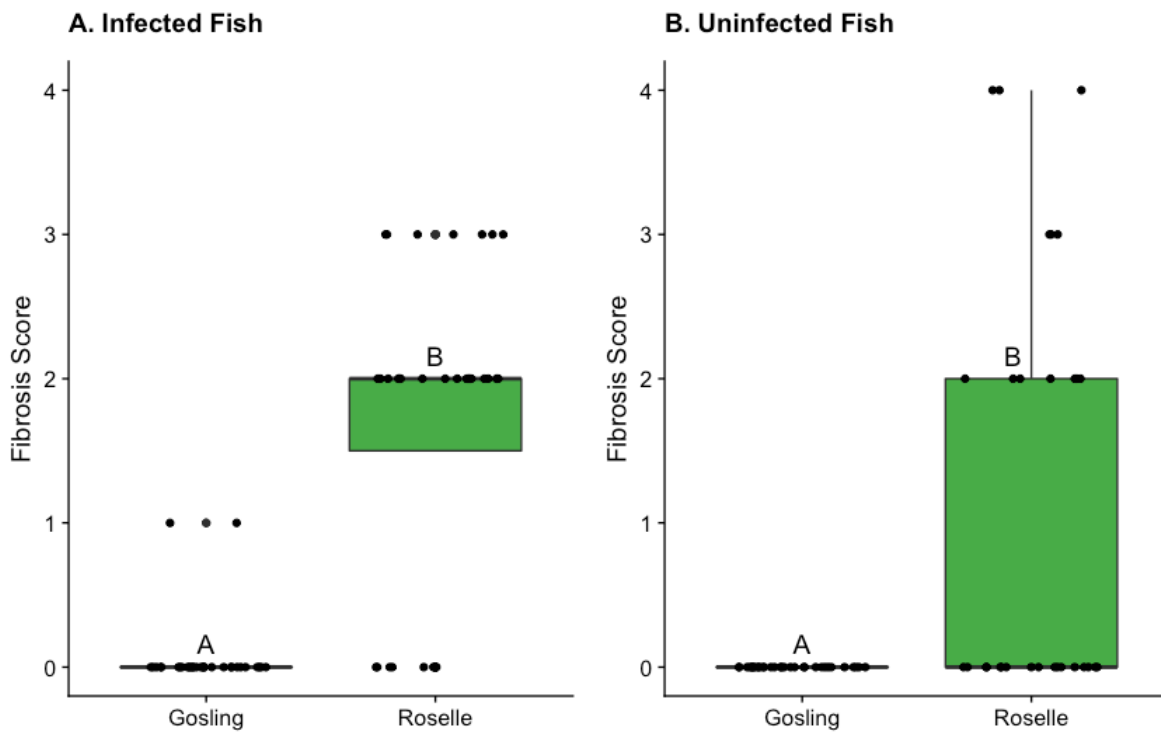 A. Infected Fish
Fibrosis Score
4
3
2
1
0
B
A
Gosling
Roselle
B. Uninfected Fish
Fibrosis Score
4
3
2
1
0
B
A
Gosling
Roselle